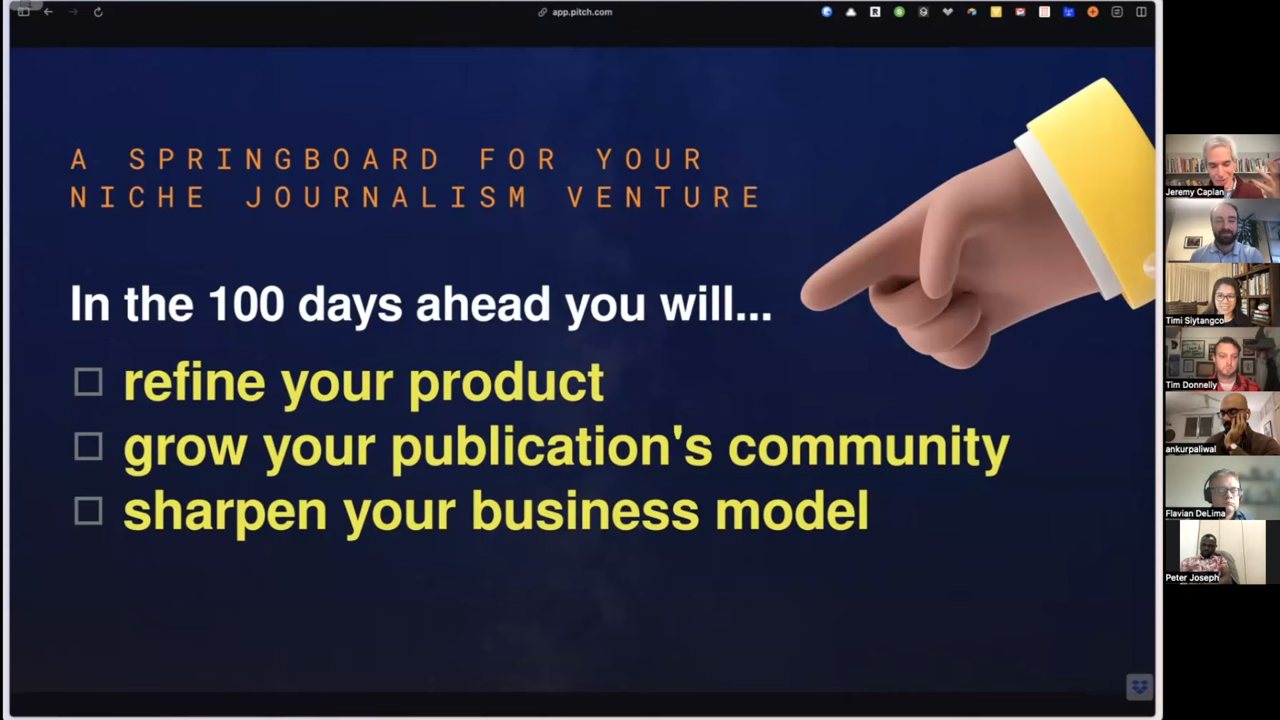 app.pitch.com
A SPRINGBOARD FOR YOUR
NICHE JOURNALISM VENTURE
In the 100 days ahead you will...
refine your product
grow your publication's community
sharpen your business model
Jeremy Caplan
Timi Siytangco
Tim Donnelly
ankurpaliwal
Flavian DeLima
Peter Joseph